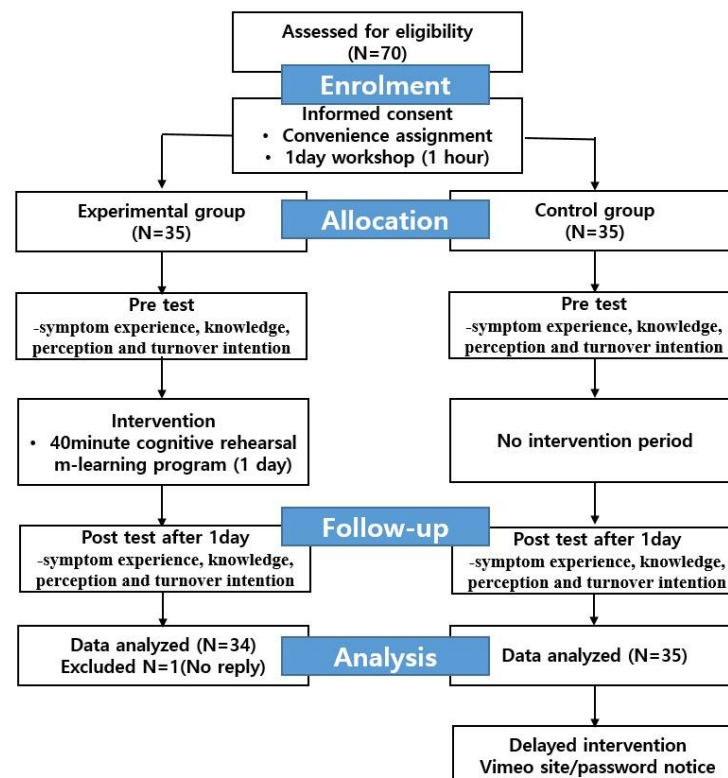 Assessed for eligibility
(N=70)
Enrolment
Informed consent
• Convenience assignment
• 1day workshop (1 hour)
Experimental group
(N=35)
Allocation
Control group
(N=35)
Pre test
-symptom experience, knowledge,
perception and turnover intention
Pre test
-symptom experience, knowledge,
perception and turnover intention
Intervention
• 40minute cognitive rehearsal
m-learning program (1 day)
No intervention period
Follow-up
Post test after 1day
-symptom experience, knowledge,
perception and turnover intention
Post test after 1day
-symptom experience, knowledge,
perception and turnover intention
Data analyzed (N=34)
Excluded N=1(No reply)
Analysis
Data analyzed (N=35)
Delayed intervention
Vimeo site/password notice